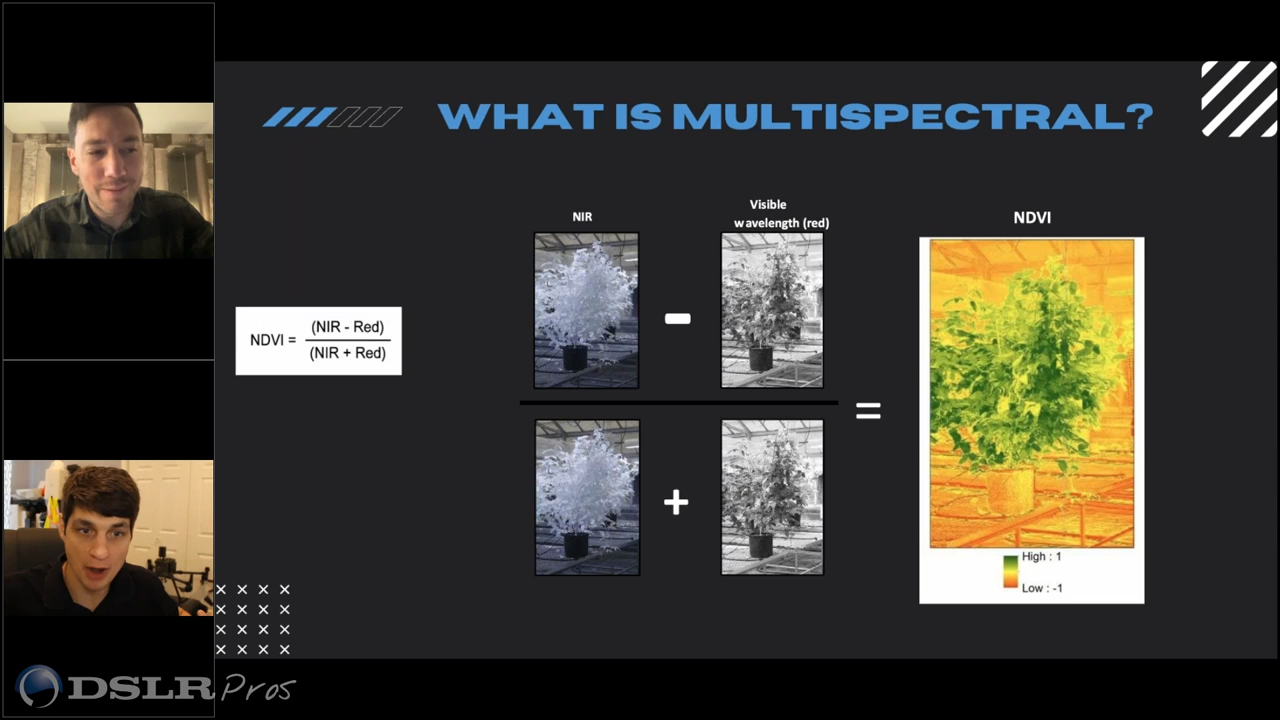 WHAT IS MULTISPECTRAL?
NIR
Visible
wavelength (red)
NDVI
NDVI =
(NIR - Red)
(NIR + Red)
-
+
=
High : 1
Low : -1
DSLR Pros